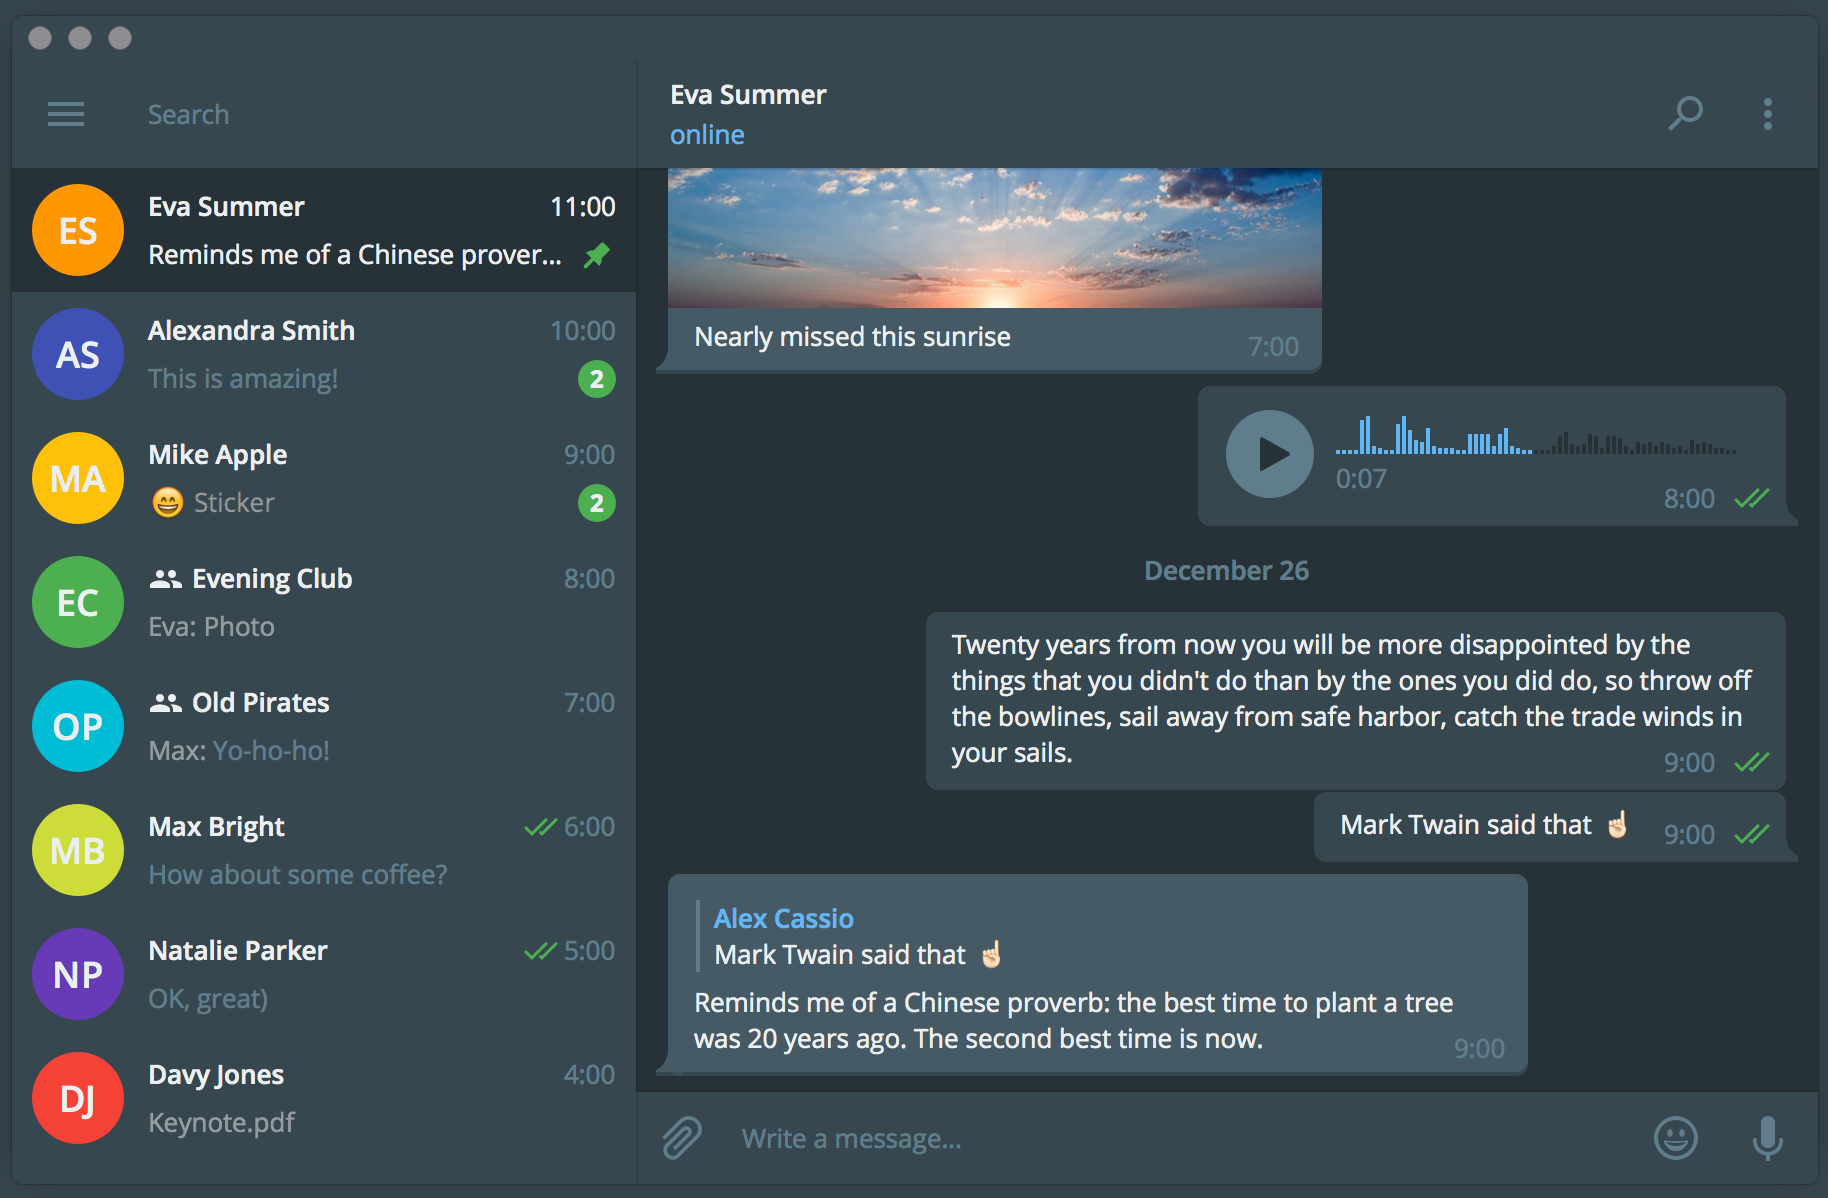 Search
ES
Eva Summer
11:00
Reminds me of a Chinese prover...
AS
Alexandra Smith
10:00
This is amazing!
2
MA
Mike Apple
9:00
😄 Sticker
2
EC
Evening Club
8:00
Eva: Photo
OP
Old Pirates
7:00
Max: Yo-ho-ho!
MB
Max Bright
6:00
How about some coffee?
NP
Natalie Parker
5:00
OK, great)
DJ
Davy Jones
4:00
Keynote.pdf
Eva Summer
online
Nearly missed this sunrise
7:00
0:07
8:00
December 26
Twenty years from now you will be more disappointed by the
things that you didn't do than by the ones you did do, so throw off
the bowlines, sail away from safe harbor, catch the trade winds in
your sails.
9:00
Mark Twain said that ☝🏻
9:00
Alex Cassio
Mark Twain said that ☝🏻
Reminds me of a Chinese proverb: the best time to plant a tree
was 20 years ago. The second best time is now.
9:00
Write a message...